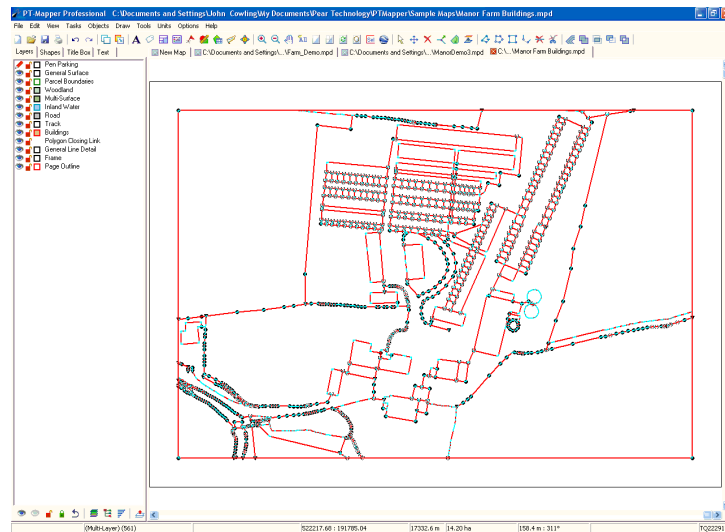 PT-Mapper Professional C:\Documents and Settings\John Cowling\My Documents\Pear Technology\PTMapper\Sample Maps\Manor Farm Buildings.mpd
File Edit View Tasks Objects Draw Tools Units Options Help
New Map C:\Documents and Settings\...\Farm_Demo.mpd C:\Documents and Settings\...\ManorDemo3.mpd C:\...\Manor Farm Buildings.mpd
Layers Shapes Title Box Text
Pen Parking
General Surface
Parcel Boundaries
Woodland
Multi-Surface
Inland Water
Road
Track
Buildings
Polygon Closing Link
General Line Detail
Frame
Page Outline
(Multi-Layer) (561) 522217.68 : 191785.04 17332.6 m 14.20 ha 158.4 m : 311° TQ22291